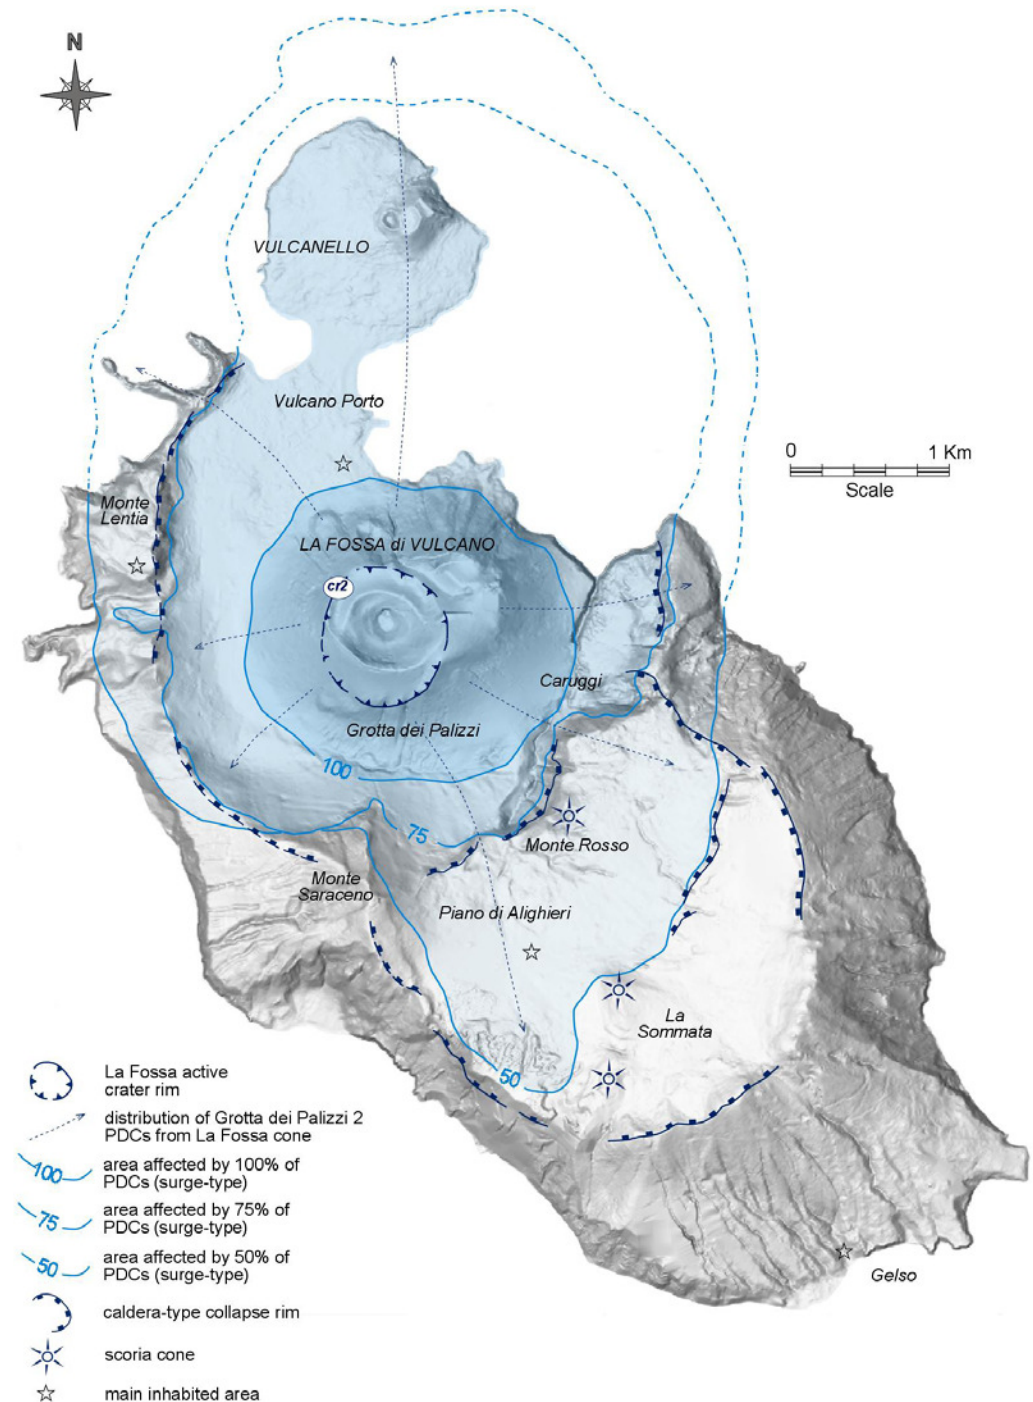 N
VULCANELLO
Vulcano Porto
0 1 Km
Scale
Monte
Lentia
LA FOSSA di VULCANO
cr2
Caruggi
Grotta dei Palizzi
100
75
Monte Rosso
Monte
Saraceno
Piano di Alighieri
La
Sommata
50
Gelso
La Fossa active
crater rim
distribution of Grotta dei Palizzi 2
PDCs from La Fossa cone
100
area affected by 100% of
PDCs (surge-type)
75
area affected by 75% of
PDCs (surge-type)
50
area affected by 50% of
PDCs (surge-type)
caldera-type collapse rim
scoria cone
main inhabited area